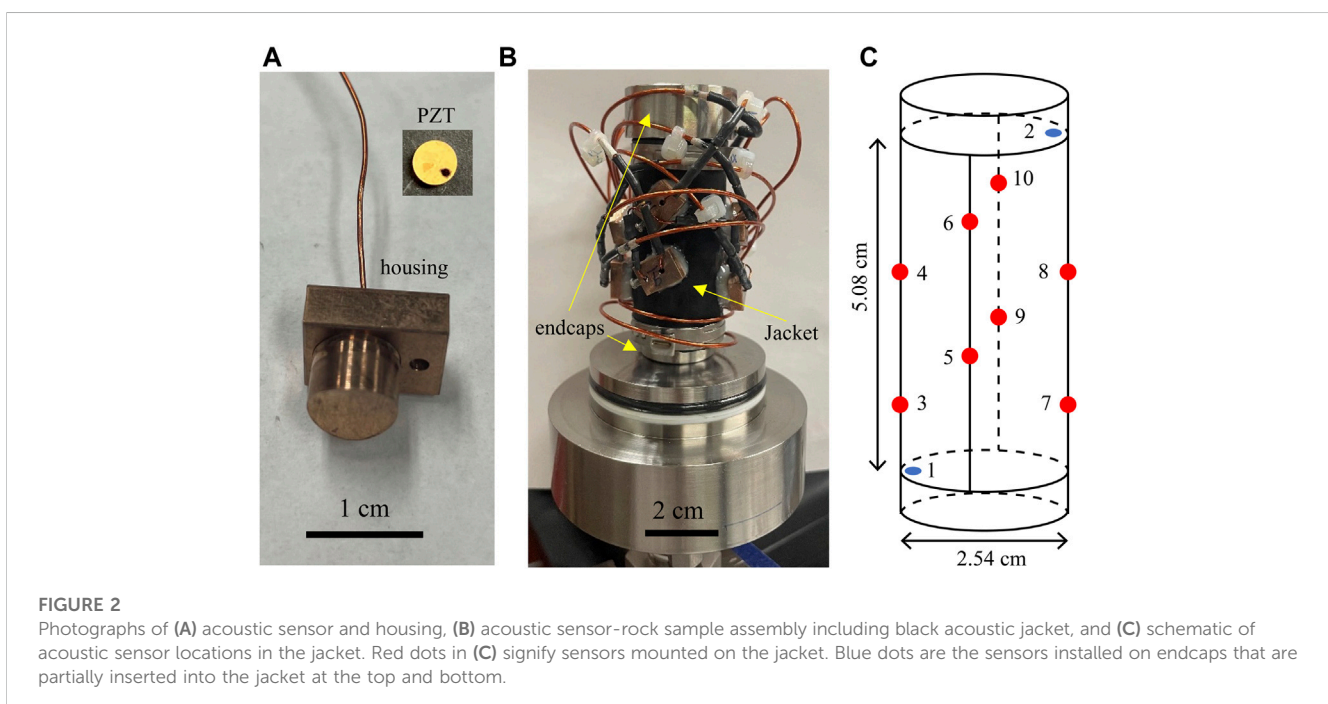 A
PZT
housing
1 cm
B
endcaps
Jacket
2 cm
C
2
10
6
4
8
9
5
3
7
1
5.08 cm
2.54 cm
FIGURE 2
Photographs of (A) acoustic sensor and housing, (B) acoustic sensor-rock sample assembly including black acoustic jacket, and (C) schematic of
acoustic sensor locations in the jacket. Red dots in (C) signify sensors mounted on the jacket. Blue dots are the sensors installed on endcaps that are
partially inserted into the jacket at the top and bottom.